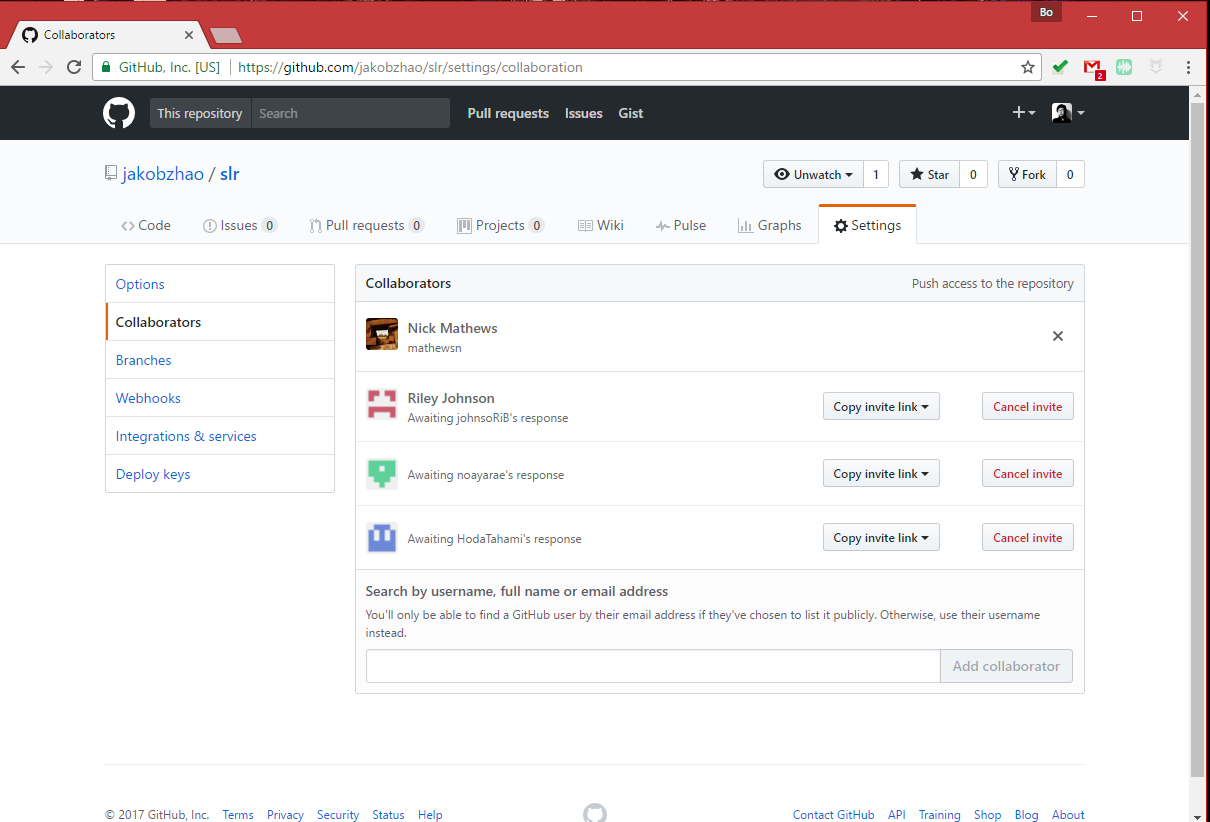 Bo
Collaborators
GitHub, Inc. [US] https://github.com/jakobzhao/slr/settings/collaboration
2
This repository Search Pull requests Issues Gist
jakobzhao / slr Unwatch 1 Star 0 Fork 0
Code Issues 0 Pull requests 0 Projects 0 Wiki Pulse Graphs Settings
Options
Collaborators
Branches
Webhooks
Integrations & services
Deploy keys
Collaborators Push access to the repository
Nick Mathews
mathewsn
Riley Johnson
Awaiting johnsoRiB's response
Copy invite link Cancel invite
Awaiting noayarae's response Copy invite link Cancel invite
Awaiting HodaTahami's response Copy invite link Cancel invite
Search by username, full name or email address
You'll only be able to find a GitHub user by their email address if they've chosen to list it publicly. Otherwise, use their username
instead.
Add collaborator
© 2017 GitHub, Inc. Terms Privacy Security Status Help Contact GitHub API Training Shop Blog About